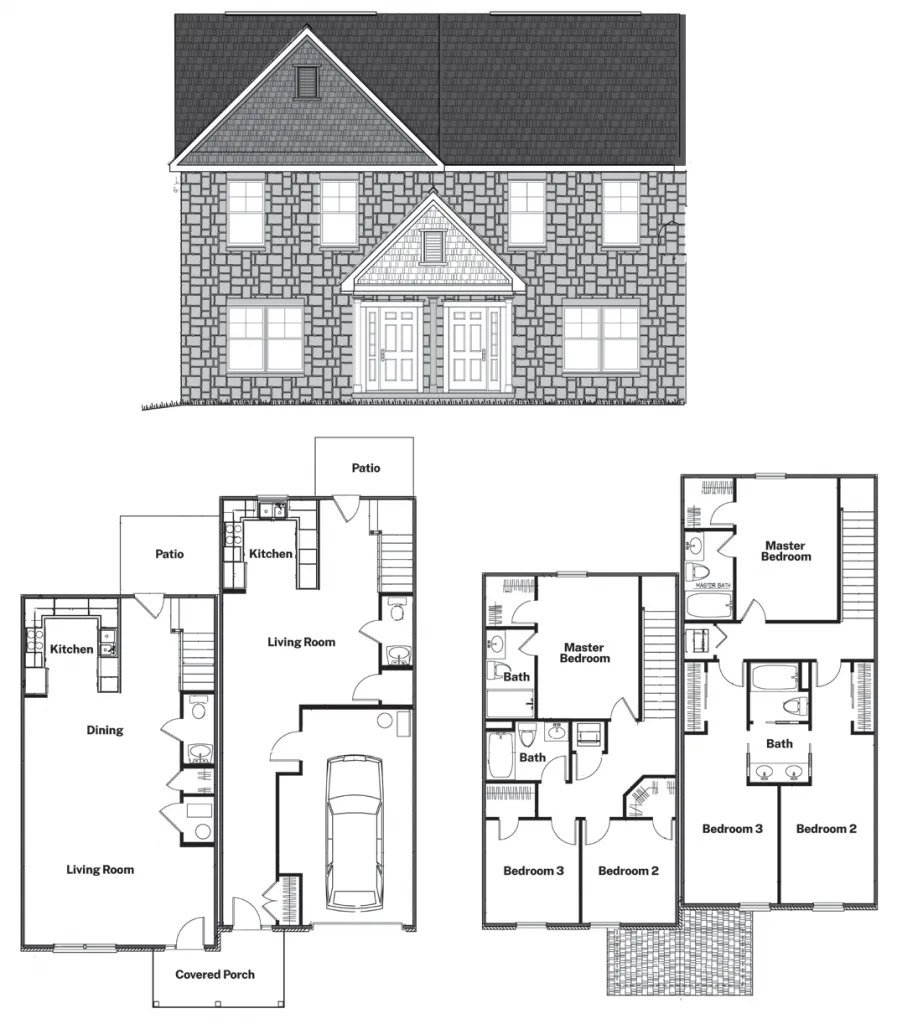 Patio
Patio
Kitchen
Living Room
Kitchen
Dining
Living Room
Covered Porch
Master
Bedroom
MASTER BATH
Master
Bedroom
Bath
Bath
Bedroom 3
Bedroom 2
Bath
Bedroom 3
Bedroom 2